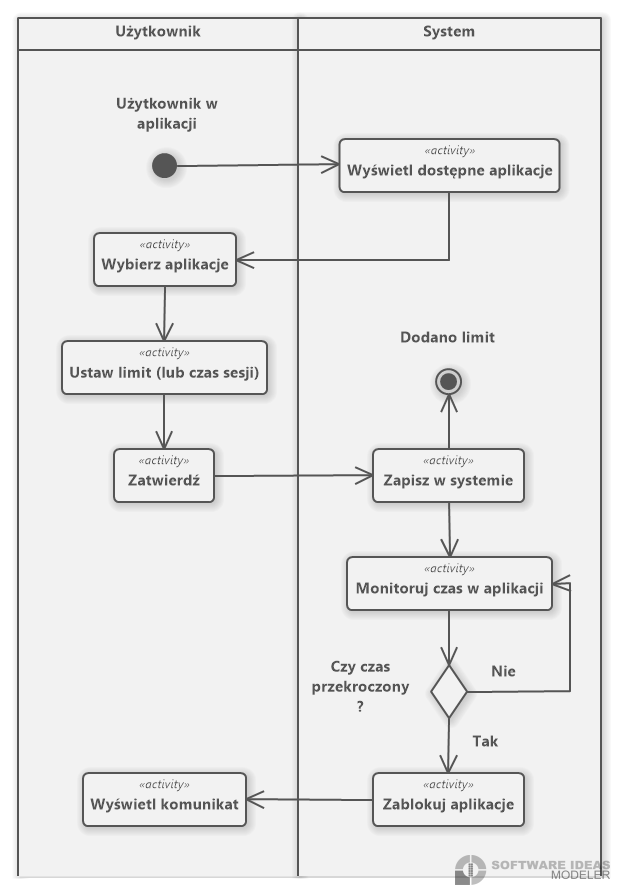 Użytkownik
System
Użytkownik w
aplikacji
«activity»
Wyświetl dostępne aplikacje
«activity»
Wybierz aplikacje
«activity»
Ustaw limit (lub czas sesji)
Dodano limit
«activity»
Zatwierdź
«activity»
Zapisz w systemie
«activity»
Monitoruj czas w aplikacji
Czy czas
przekroczony
?
Nie
Tak
«activity»
Wyświetl komunikat
«activity»
Zablokuj aplikacje
SOFTWARE IDEAS
MODELER